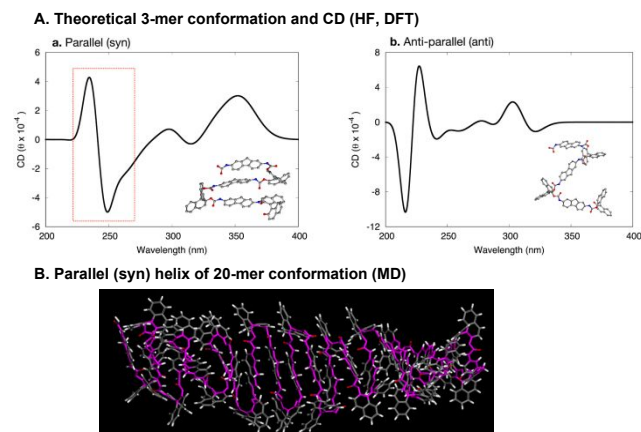 A. Theoretical 3-mer conformation and CD (HF, DFT)
a. Parallel (syn)
b. Anti-parallel (anti)
CD (θ x 10⁻⁴)
6
4
2
0
-2
-4
-6
200
250
300
350
400
Wavelength (nm)
CD (θ x 10⁻⁴)
8
4
0
-4
-8
-12
200
250
300
350
400
Wavelength (nm)
B. Parallel (syn) helix of 20-mer conformation (MD)